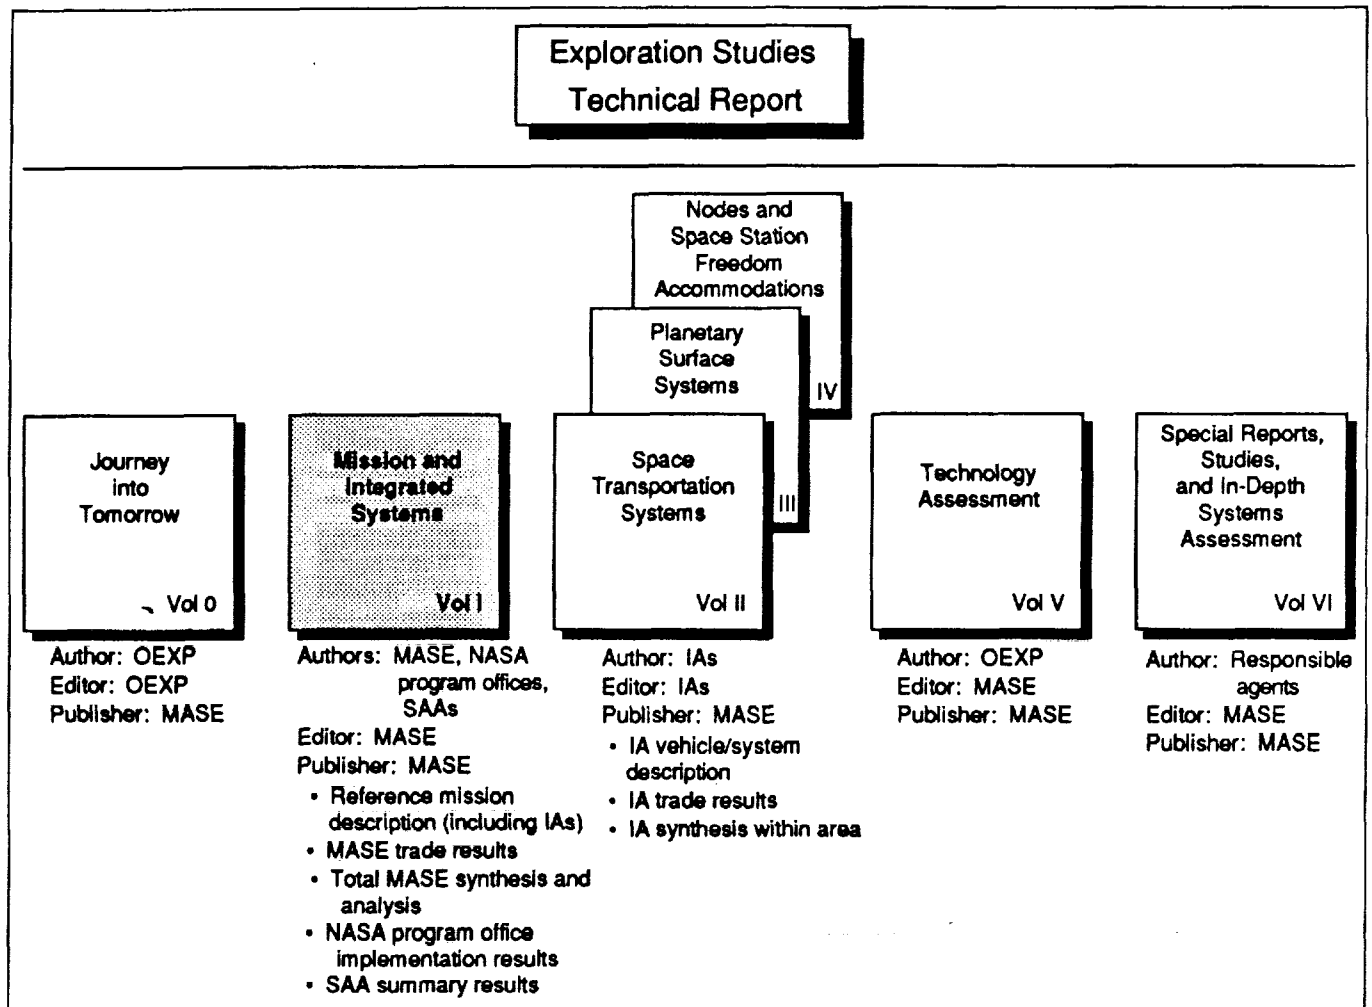 Exploration Studies
Technical Report
Nodes and
Space Station
Freedom
Accommodations
IV
Planetary
Surface
Systems
III
Journey
into
Tomorrow
Vol 0
Author: OEXP
Editor: OEXP
Publisher: MASE
Mission and
Integrated
Systems
Vol I
Authors: MASE, NASA
program offices,
SAAs
Editor: MASE
Publisher: MASE
• Reference mission
description (including IAs)
• MASE trade results
• Total MASE synthesis and
analysis
• NASA program office
implementation results
• SAA summary results
Space
Transportation
Systems
Vol II
Author: IAs
Editor: IAs
Publisher: MASE
• IA vehicle/system
description
• IA trade results
• IA synthesis within area
Technology
Assessment
Vol V
Author: OEXP
Editor: MASE
Publisher: MASE
Special Reports,
Studies,
and In-Depth
Systems
Assessment
Vol VI
Author: Responsible
agents
Editor: MASE
Publisher: MASE